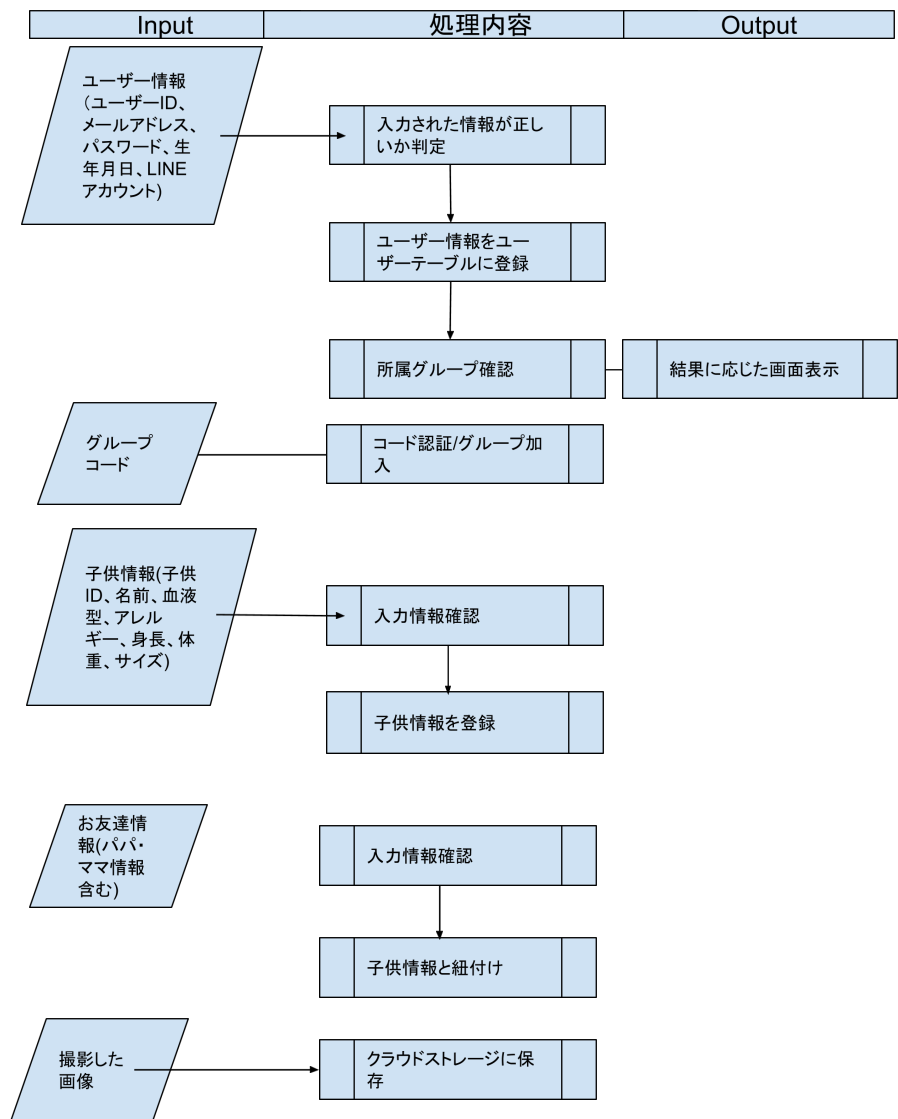 Input
処理内容
Output
ユーザー情報
（ユーザーID、
メールアドレス、
パスワード、生
年月日、LINE
アカウント)
入力された情報が正し
いか判定
ユーザー情報をユー
ザーテーブルに登録
所属グループ確認
結果に応じた画面表示
グループ
コード
コード認証/グループ加
入
子供情報(子供
ID、名前、血液
型、アレル
ギー、身長、体
重、サイズ)
入力情報確認
子供情報を登録
お友達情
報(パパ・
ママ情報
含む)
入力情報確認
子供情報と紐付け
撮影した
画像
クラウドストレージに保
存